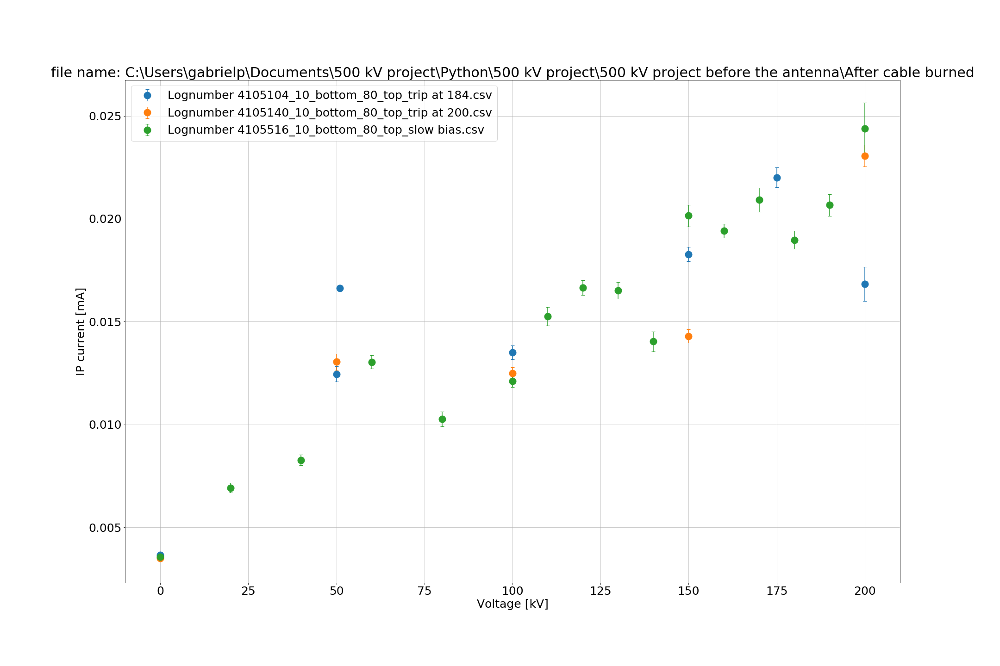 file name: C:\Users\gabrielp\Documents\500 kV project\Python\500 kV project\500 kV project before the antenna\After cable burned
Lognumber 4105104_10_bottom_80_top_trip at 184.csv
Lognumber 4105140_10_bottom_80_top_trip at 200.csv
Lognumber 4105516_10_bottom_80_top_slow bias.csv
0.025
0.020
0.015
0.010
0.005
IP current [mA]
0 25 50 75 100 125 150 175 200
Voltage [kV]